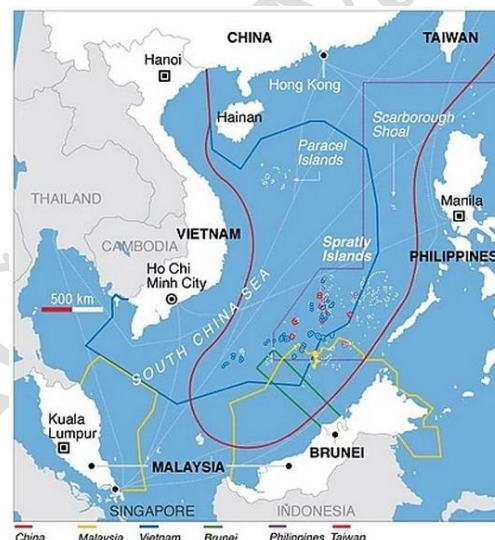 CHINA
TAIWAN
Hanoi
Hong Kong
Hainan
Scarborough
Shoal
Paracel
Islands
THAILAND
Manila
VIETNAM
CAMBODIA
Spratly
Islands
PHILIPPINES
Ho Chi
Minh City
500 km
SOUTH CHINA SEA
Kuala
Lumpur
BRUNEI
MALAYSIA
SINGAPORE
INDONESIA
China
Malaysia
Vietnam
Brunei
Philippines
Taiwan